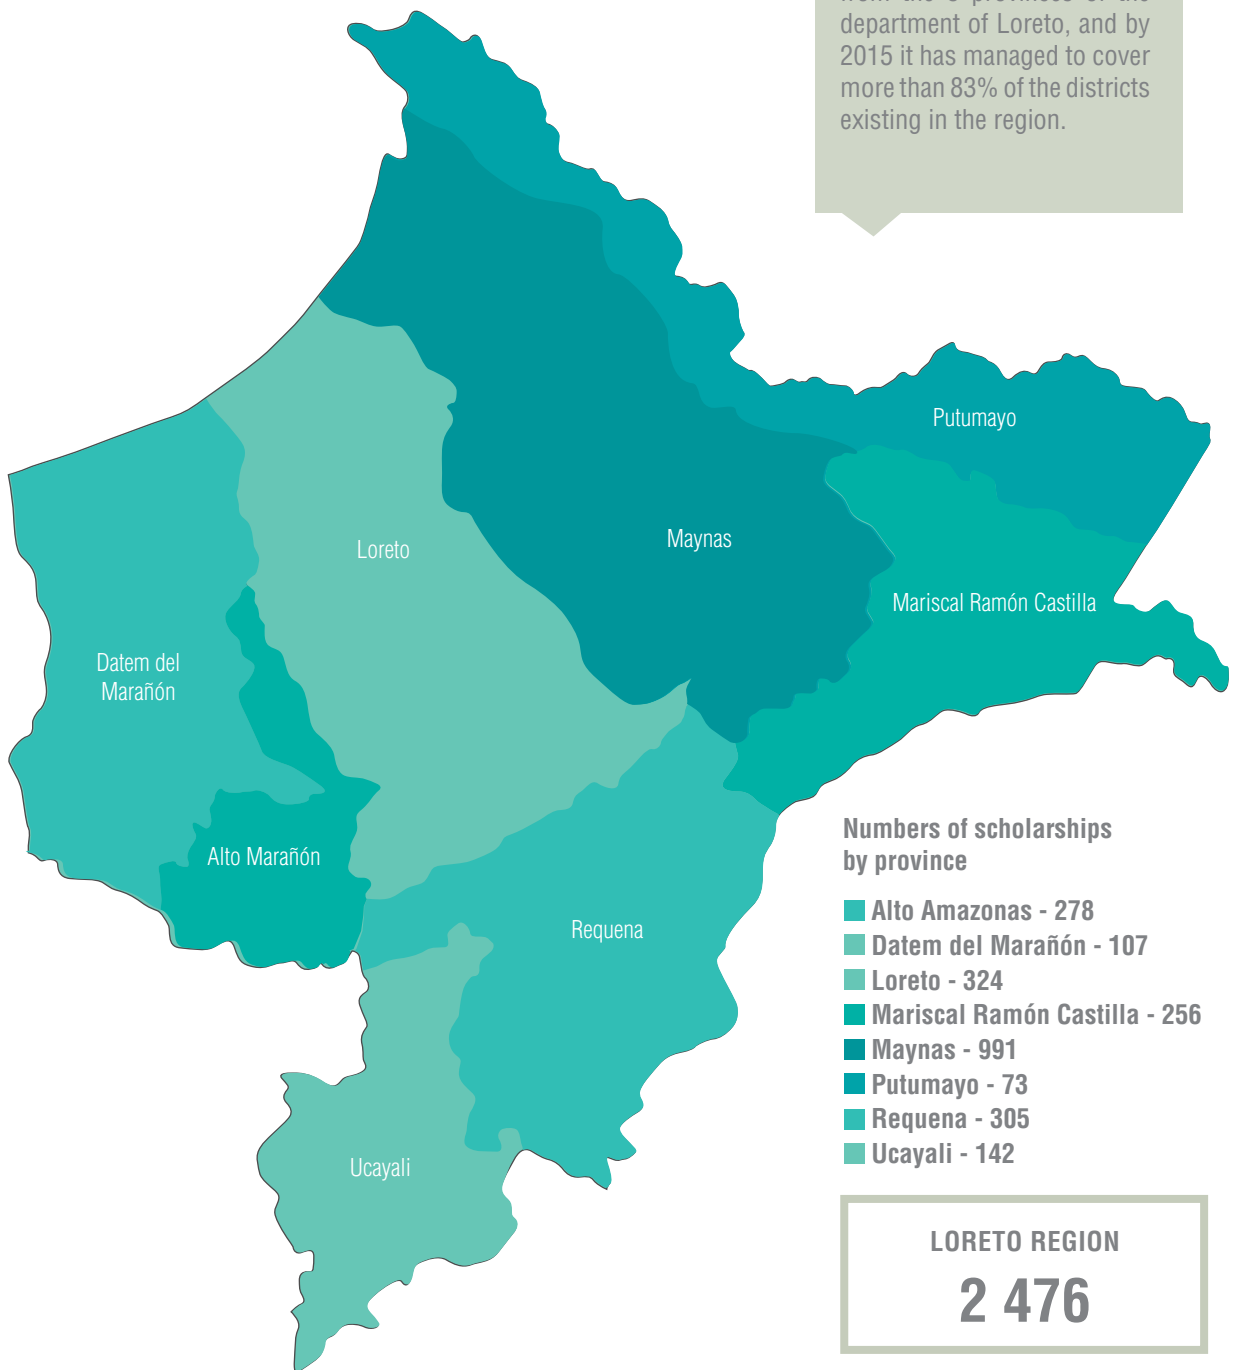 department of Loreto, and by
2015 it has managed to cover
more than 83% of the districts
existing in the region.
Putumayo
Maynas
Loreto
Mariscal Ramón Castilla
Datem del
Marañón
Alto Marañón
Requena
Ucayali
Numbers of scholarships
by province
Alto Amazonas - 278
Datem del Marañón - 107
Loreto - 324
Mariscal Ramón Castilla - 256
Maynas - 991
Putumayo - 73
Requena - 305
Ucayali - 142
LORETO REGION
2 476